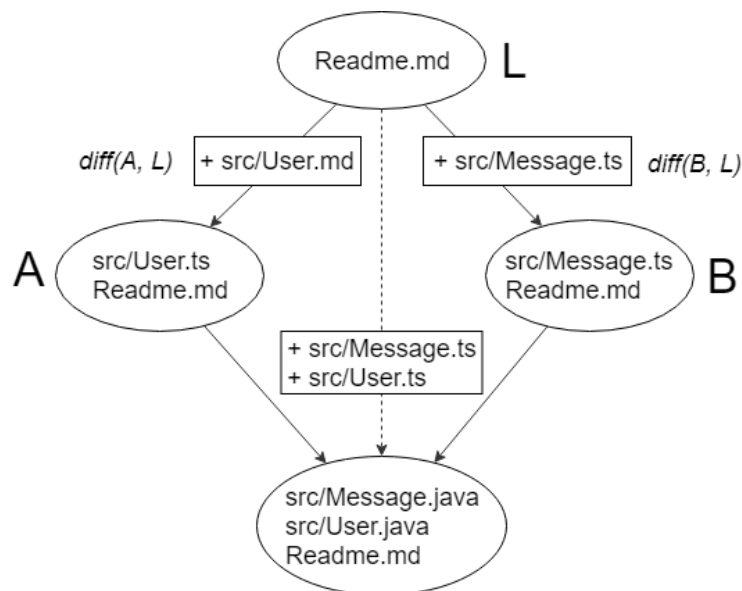 Readme.md
L
diff(A, L)
+ src/User.md
+ src/Message.ts
diff(B, L)
A
src/User.ts
Readme.md
src/Message.ts
Readme.md
B
+ src/Message.ts
+ src/User.ts
src/Message.java
src/User.java
Readme.md